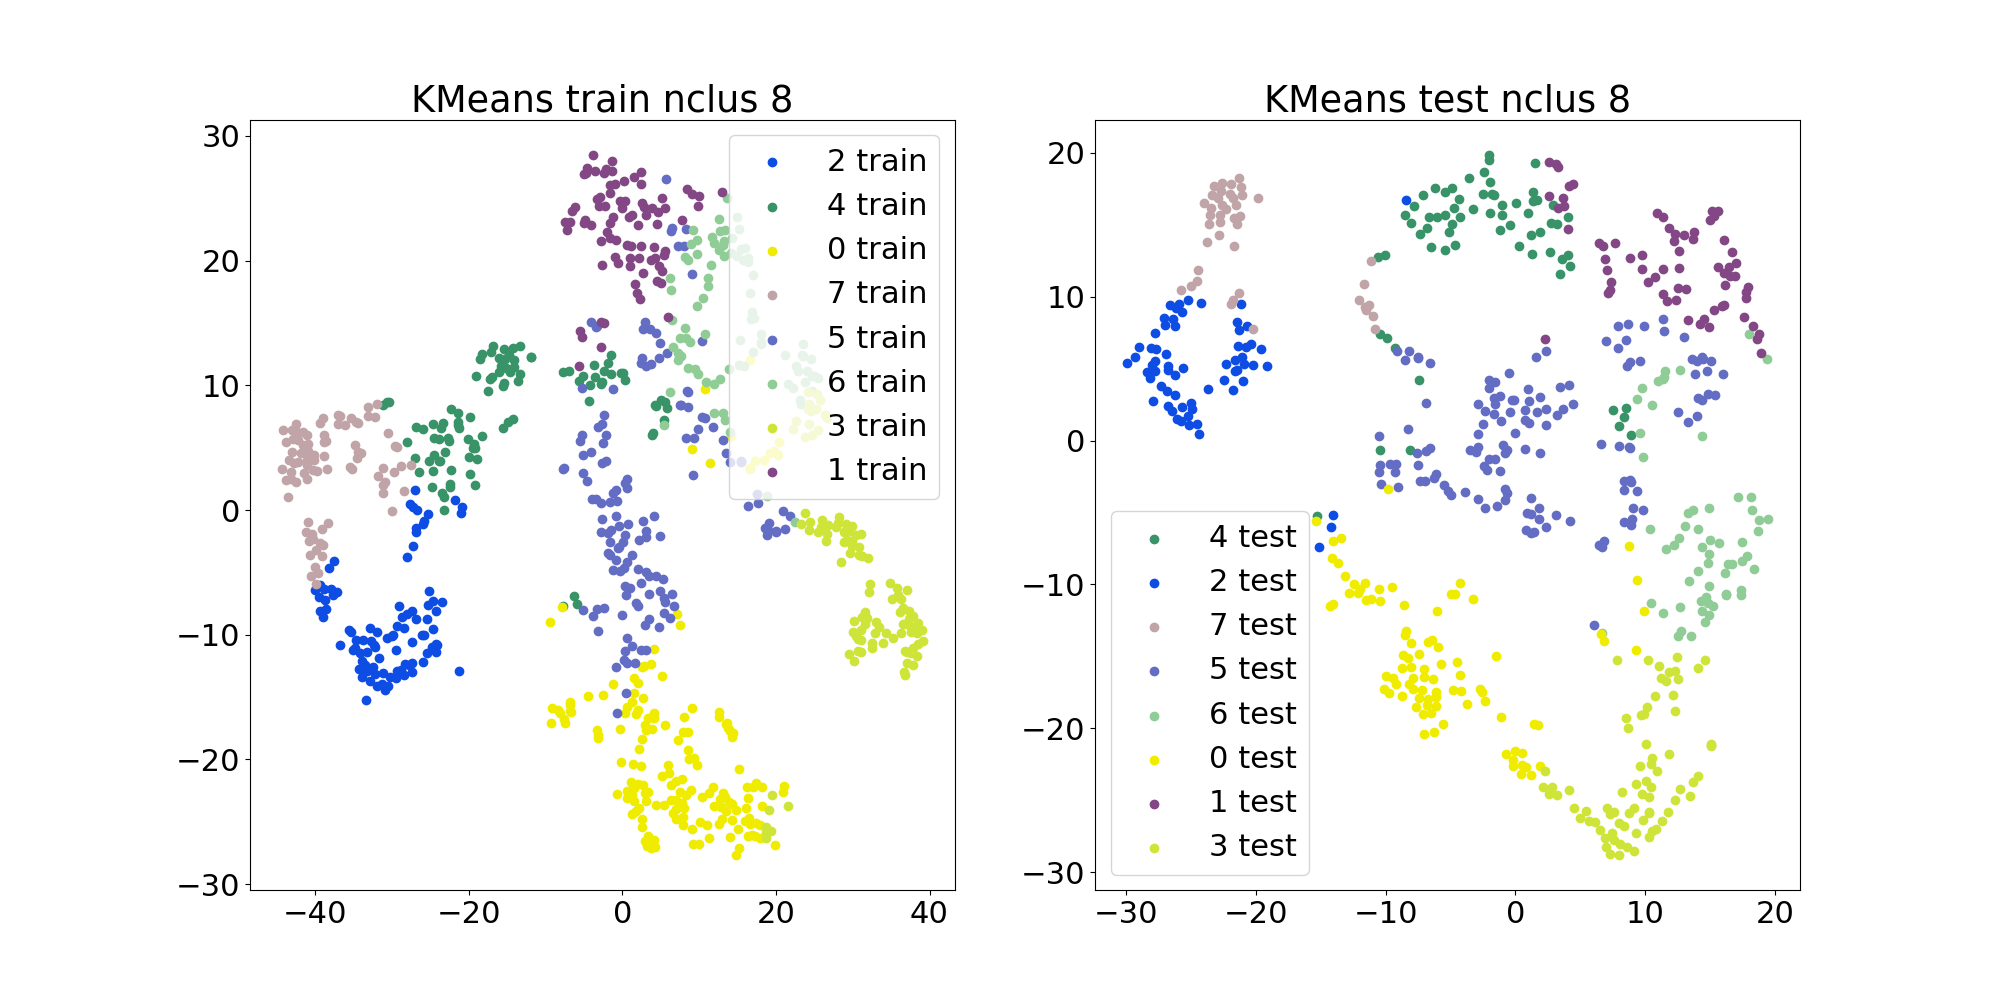 KMeans train nclus 8
30
20
10
0
−10
−20
−30
−40
−20
0
20
40
2 train
4 train
0 train
7 train
5 train
6 train
3 train
1 train
KMeans test nclus 8
20
10
0
−10
−20
−30
−30
−20
−10
0
10
20
4 test
2 test
7 test
5 test
6 test
0 test
1 test
3 test